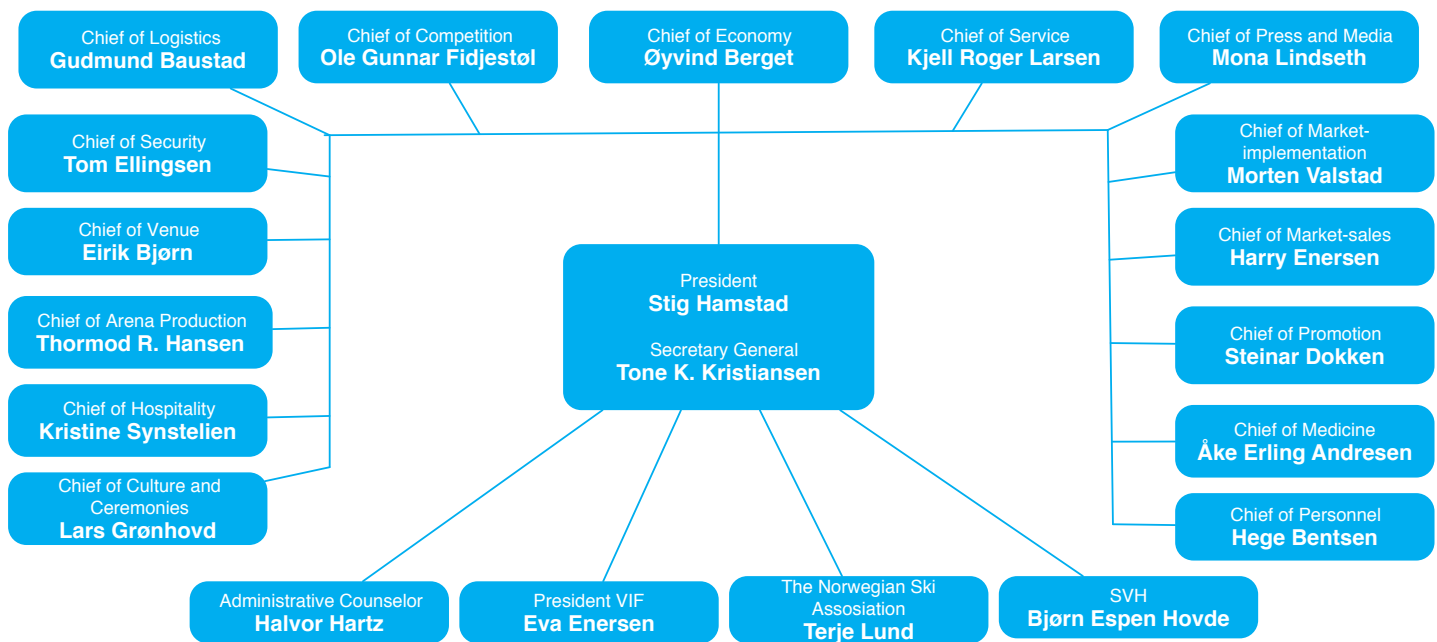 Chief of Logistics
Gudmund Baustad
Chief of Competition
Ole Gunnar Fidjestøl
Chief of Economy
Øyvind Berget
Chief of Service
Kjell Roger Larsen
Chief of Press and Media
Mona Lindseth
Chief of Security
Tom Ellingsen
Chief of Venue
Eirik Bjørn
Chief of Arena Production
Thormod R. Hansen
Chief of Hospitality
Kristine Synstelien
Chief of Culture and
Ceremonies
Lars Grønhovd
President
Stig Hamstad
Secretary General
Tone K. Kristiansen
Chief of Market-
implementation
Morten Valstad
Chief of Market-sales
Harry Enersen
Chief of Promotion
Steinar Dokken
Chief of Medicine
Åke Erling Andresen
Chief of Personnel
Hege Bentsen
Administrative Counselor
Halvor Hartz
President VIF
Eva Enersen
The Norwegian Ski
Assosiation
Terje Lund
SVH
Bjørn Espen Hovde